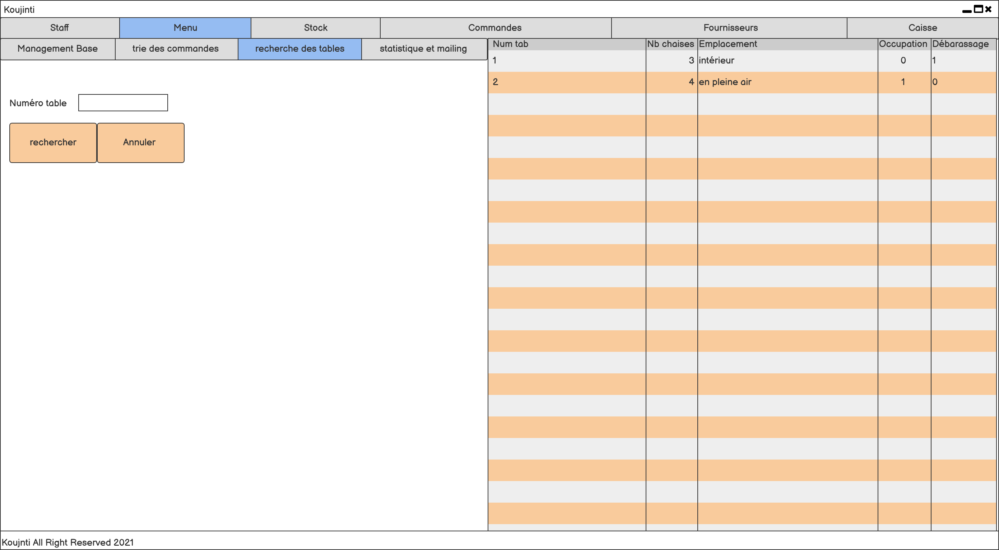 Koujinti
Staff Menu Stock Commandes Fournisseurs Caisse
Management Base trie des commandes recherche des tables statistique et mailing
Num tab Nb chaises Emplacement Occupation Débarassage
1 3 intérieur 0 1
2 4 en pleine air 1 0
Numéro table
rechercher Annuler
Koujnti All Right Reserved 2021